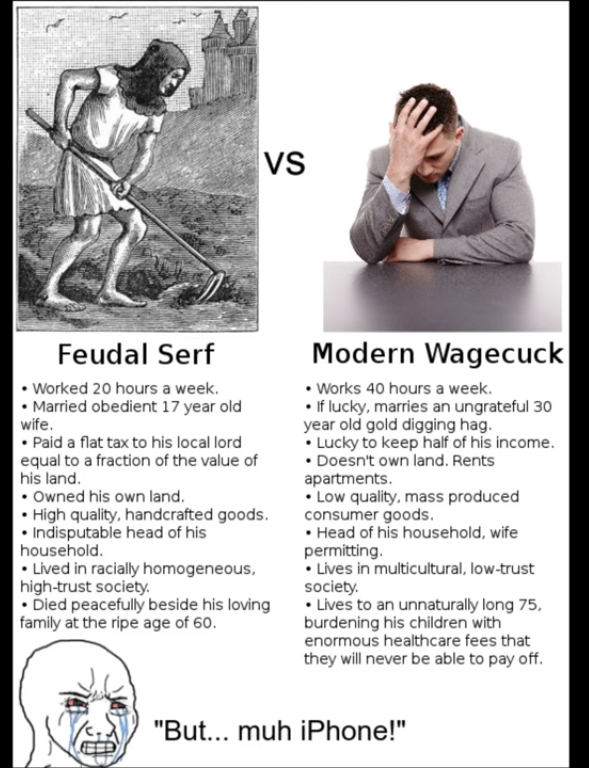 VS
Feudal Serf
• Worked 20 hours a week.
• Married obedient 17 year old
wife.
• Paid a flat tax to his local lord
equal to a fraction of the value of
his land.
• Owned his own land.
• High quality, handcrafted goods.
• Indisputable head of his
household.
• Lived in racially homogeneous,
high-trust society.
• Died peacefully beside his loving
family at the ripe age of 60.
Modern Wagecuck
• Works 40 hours a week.
• If lucky, marries an ungrateful 30
year old gold digging hag.
• Lucky to keep half of his income.
• Doesn't own land. Rents
apartments.
• Low quality, mass produced
consumer goods.
• Head of his household, wife
permitting.
• Lives in multicultural, low-trust
society.
• Lives to an unnaturally long 75,
burdening his children with
enormous healthcare fees that
they will never be able to pay off.
"But... muh iPhone!"